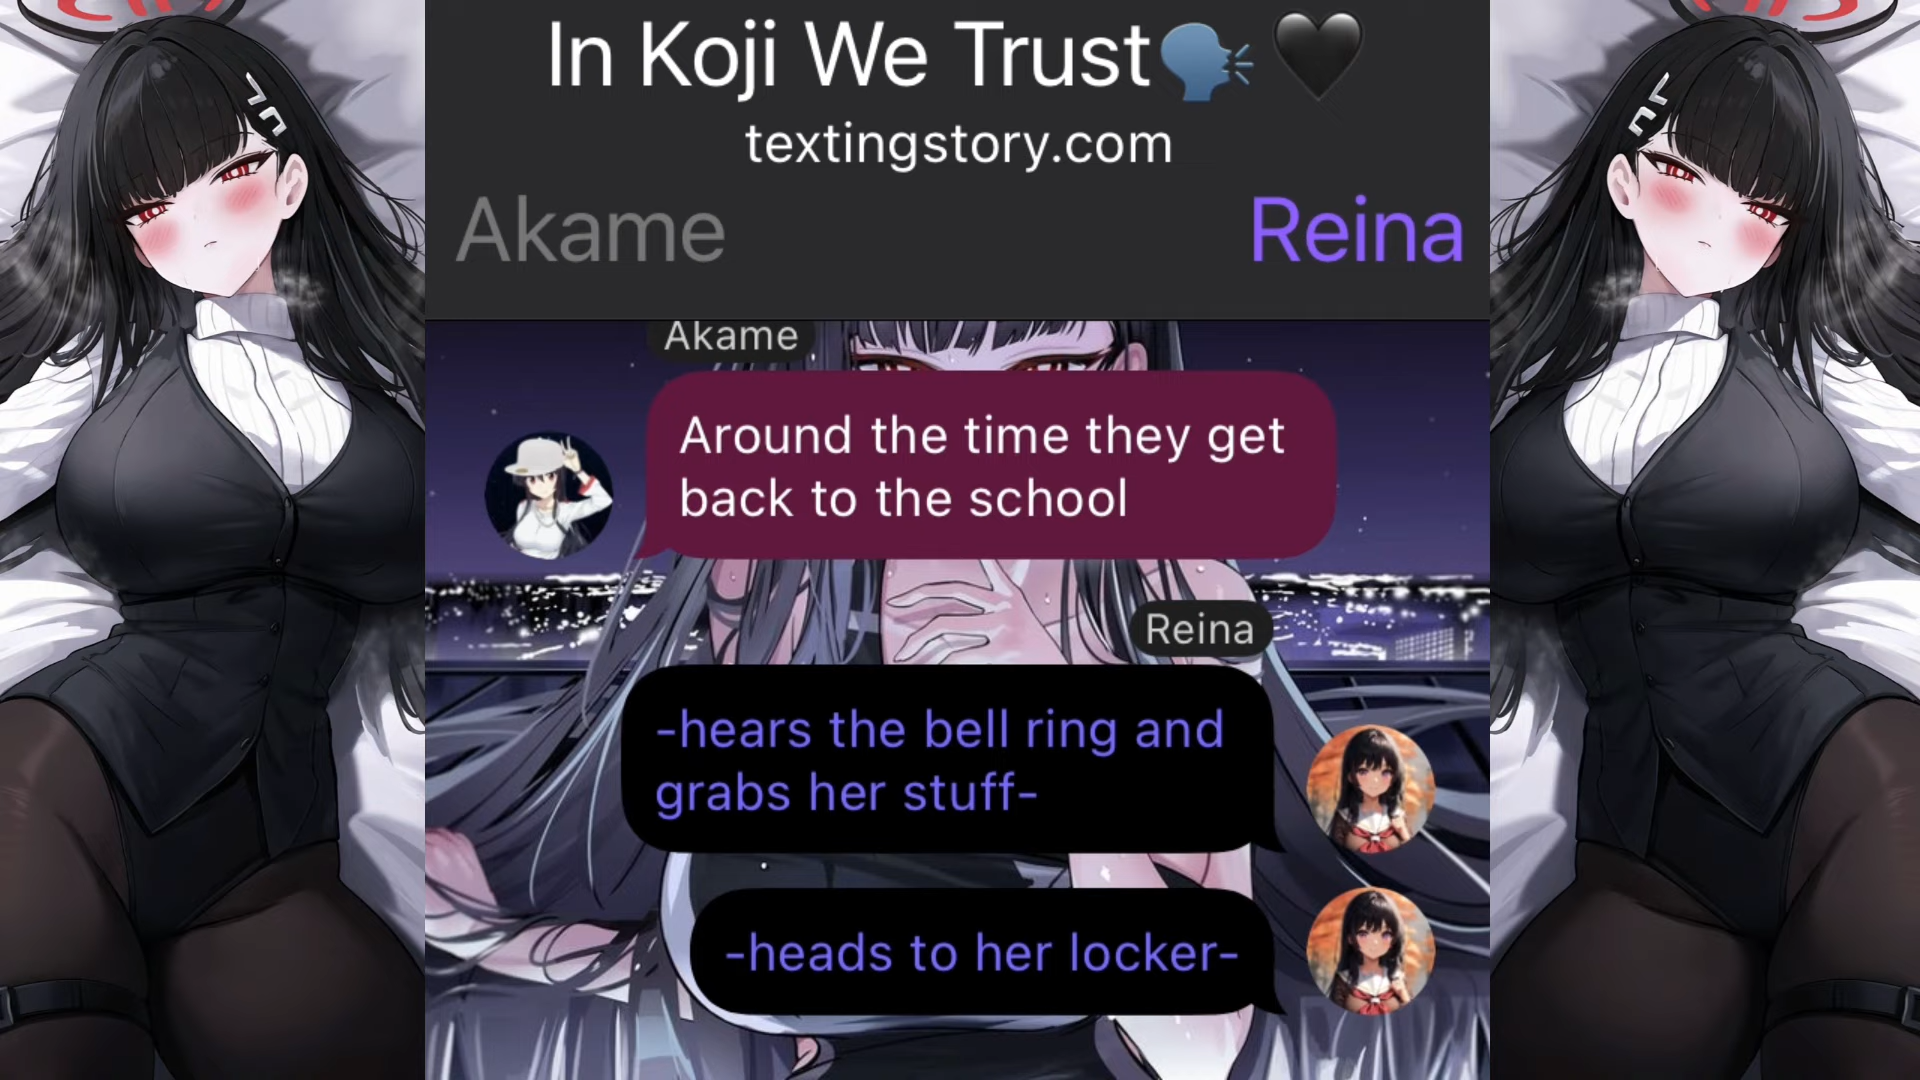 In Koji We Trust🗣️🖤
textingstory.com
Akame
Reina
Akame
Around the time they get
back to the school
Reina
-hears the bell ring and
grabs her stuff-
-heads to her locker-